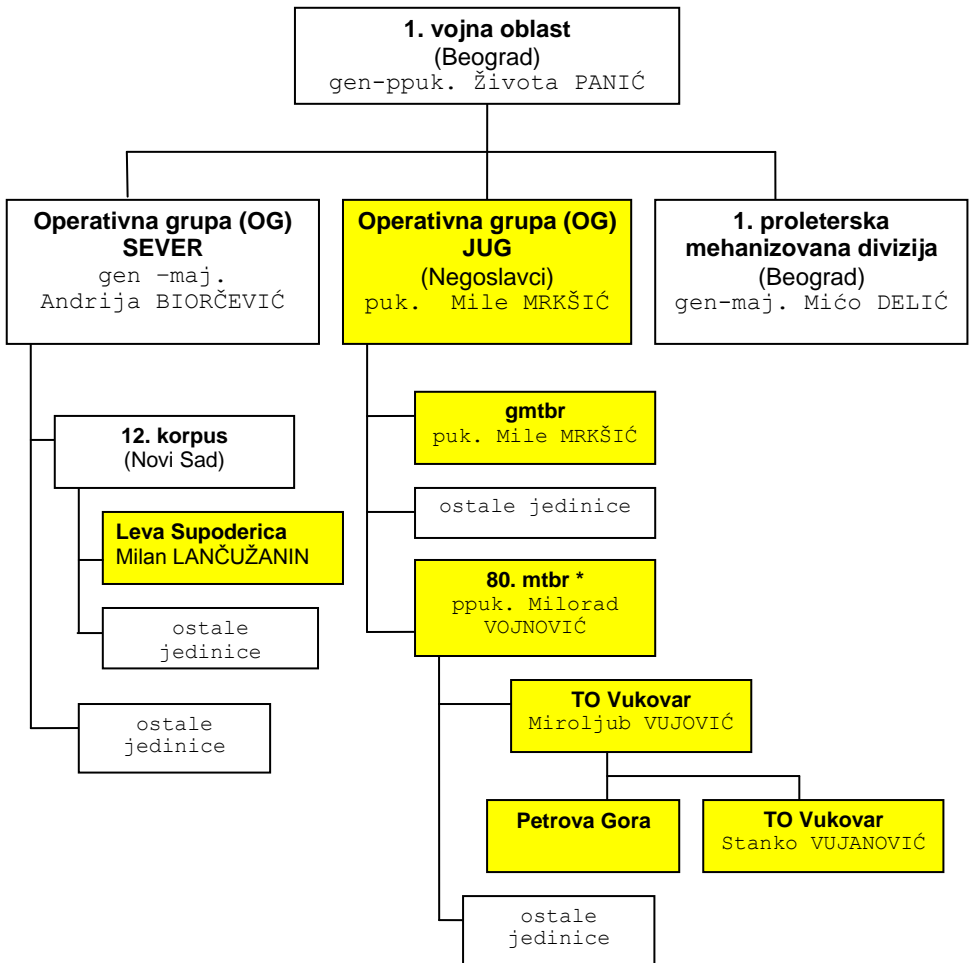 1. vojna oblast
(Beograd)
gen-ppuk. Života PANIĆ
Operativna grupa (OG)
SEVER
gen –maj.
Andrija BIORČEVIĆ
Operativna grupa (OG)
JUG
(Negoslavci)
puk. Mile MRKŠIĆ
1. proleterska
mehanizovana divizija
(Beograd)
gen-maj. Mićo DELIĆ
12. korpus
(Novi Sad)
Leva Supoderica
Milan LANČUŽANIN
ostale
jedinice
ostale
jedinice
gmtbr
puk. Mile MRKŠIĆ
ostale jedinice
80. mtbr *
ppuk. Milorad
VOJNOVIĆ
TO Vukovar
Miroljub VUJOVIĆ
Petrova Gora
TO Vukovar
Stanko VUJANOVIĆ
ostale
jedinice